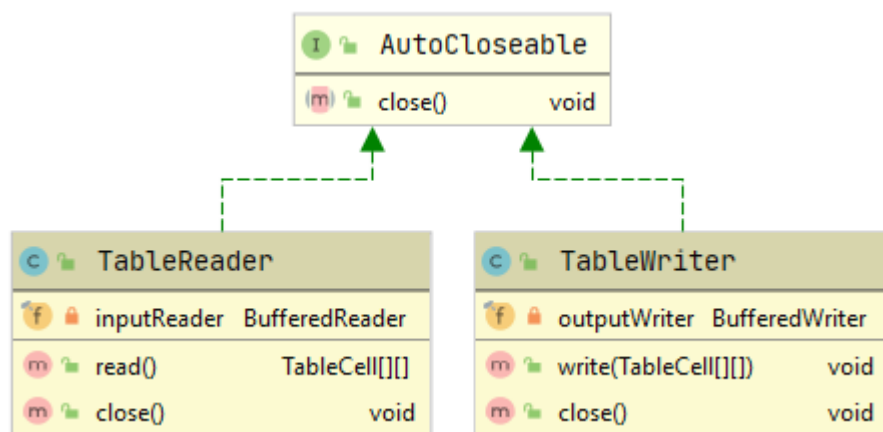 I AutoCloseable
m close() void
C TableReader
f inputReader BufferedReader
m read() TableCell[][]
m close() void
C TableWriter
f outputWriter BufferedWriter
m write(TableCell[][]) void
m close() void